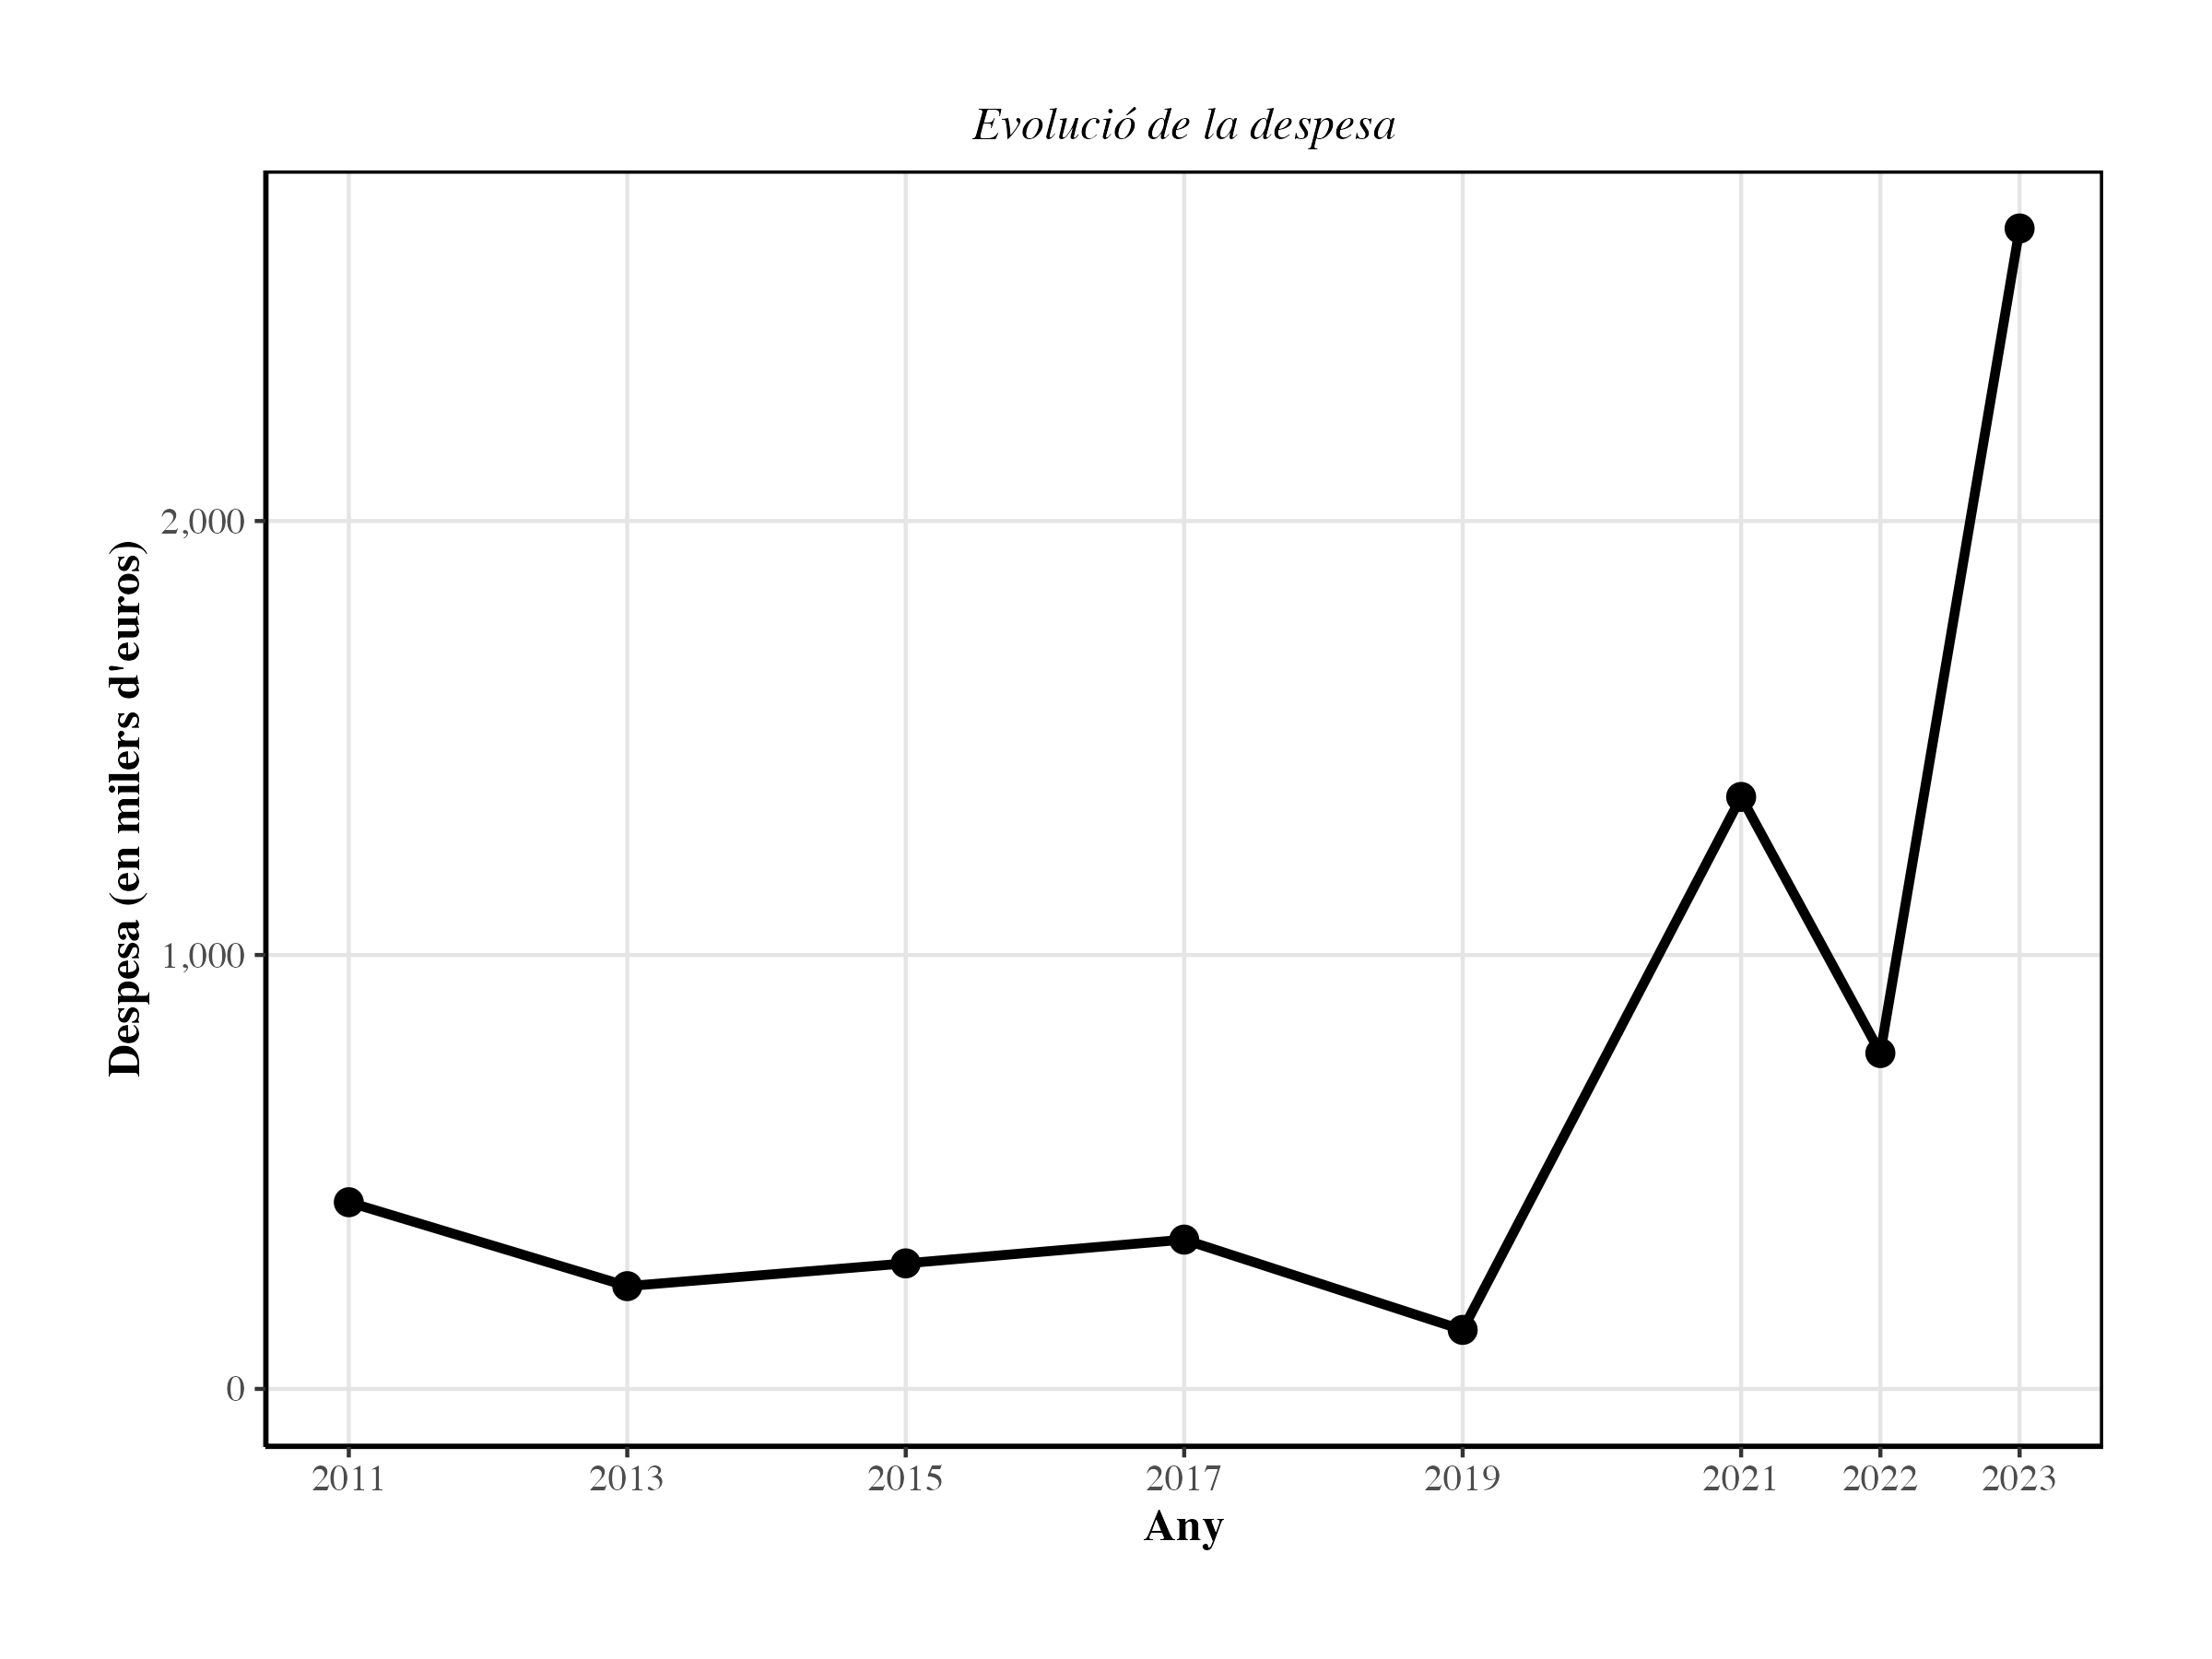 Evolució de la despesa
Despesa (en milers d'euros)
2,000
1,000
0
2011 2013 2015 2017 2019 2021 2022 2023
Any